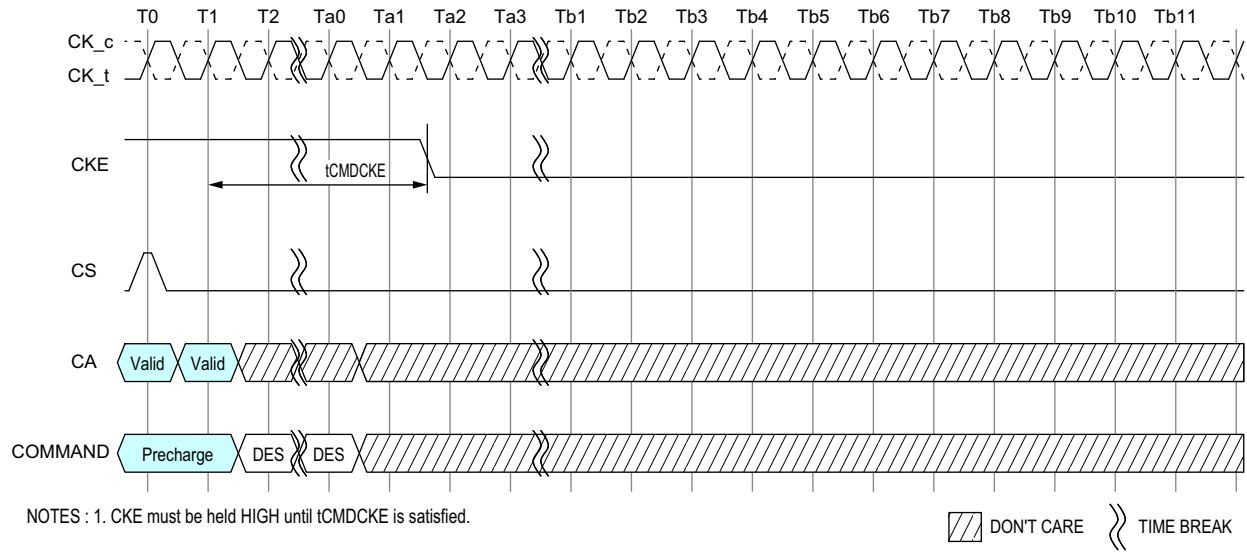 T0 T1 T2 Ta0 Ta1 Ta2 Ta3 Tb1 Tb2 Tb3 Tb4 Tb5 Tb6 Tb7 Tb8 Tb9 Tb10 Tb11
CK_c
CK_t
CKE
tCMDCKE
CS
CA Valid Valid
COMMAND Precharge DES DES
NOTES : 1. CKE must be held HIGH until tCMDCKE is satisfied.
DON'T CARE TIME BREAK